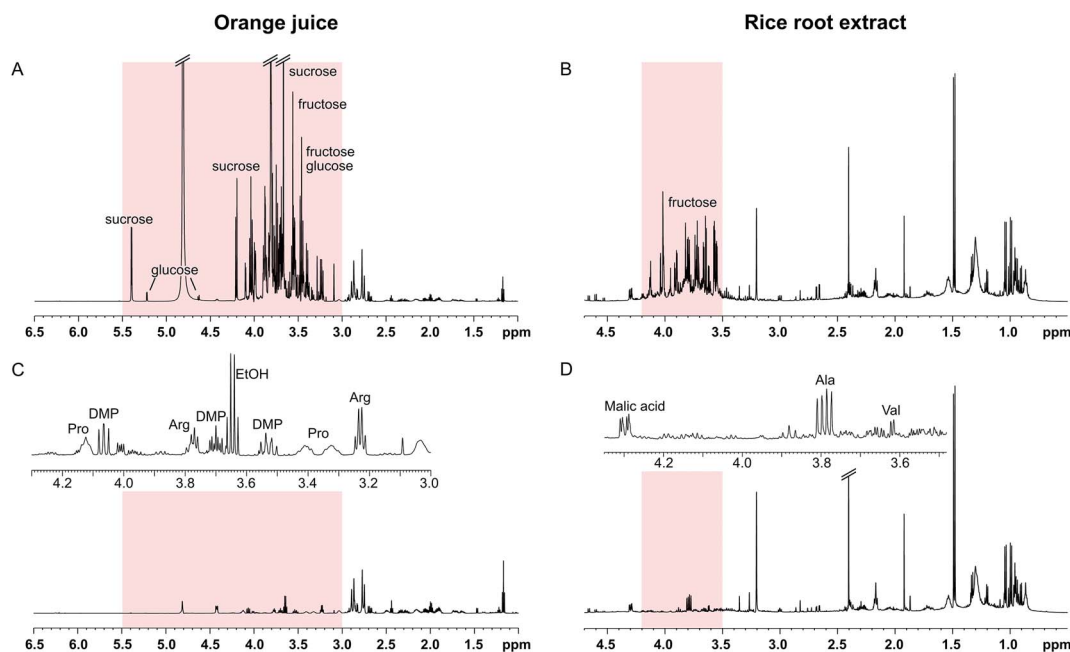 Orange juice
Rice root extract
A
sucrose
fructose
fructose
glucose
sucrose
sucrose
glucose
6.5 6.0 5.5 5.0 4.5 4.0 3.5 3.0 2.5 2.0 1.5 ppm
B
fructose
4.5 4.0 3.5 3.0 2.5 2.0 1.5 1.0 ppm
C
EtOH
Arg
DMP
Arg
DMP
DMP
Pro
Pro
4.2 4.0 3.8 3.6 3.4 3.2 3.0
6.5 6.0 5.5 5.0 4.5 4.0 3.5 3.0 2.5 2.0 1.5 ppm
D
Ala
Malic acid
Val
4.2 4.0 3.8 3.6
4.5 4.0 3.5 3.0 2.5 2.0 1.5 1.0 ppm